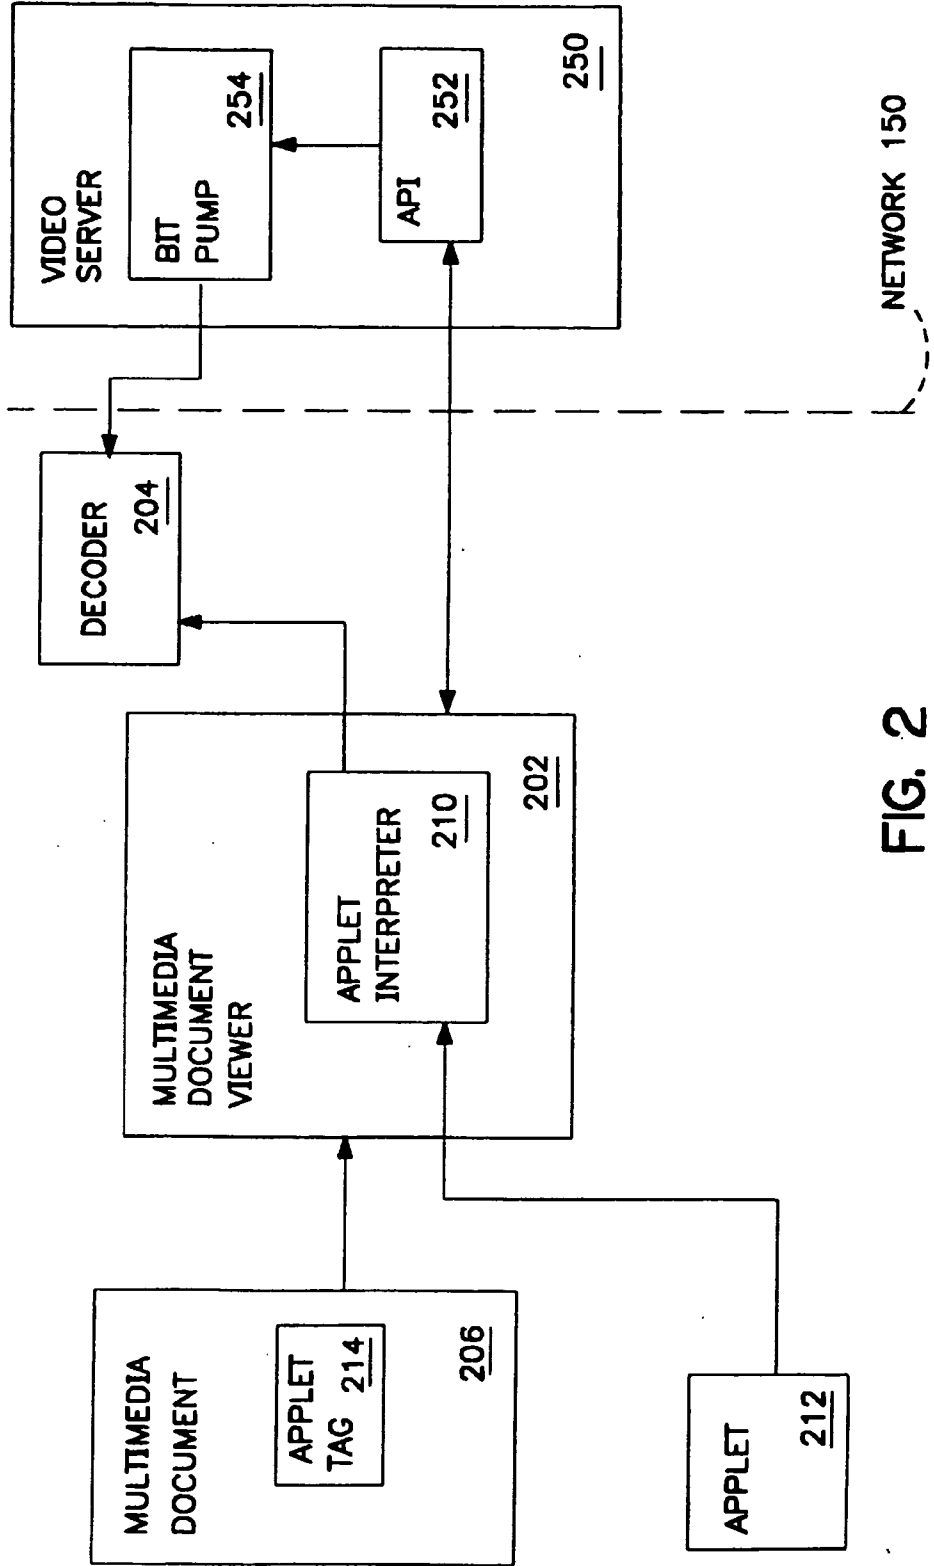 MULTIMEDIA
DOCUMENT
APPLET
TAG 214
206
APPLET
212
MULTIMEDIA
DOCUMENT
VIEWER
APPLET
INTERPRETER
210
202
DECODER
204
VIDEO
SERVER
BIT
PUMP
254
API
252
250
NETWORK 150
FIG. 2